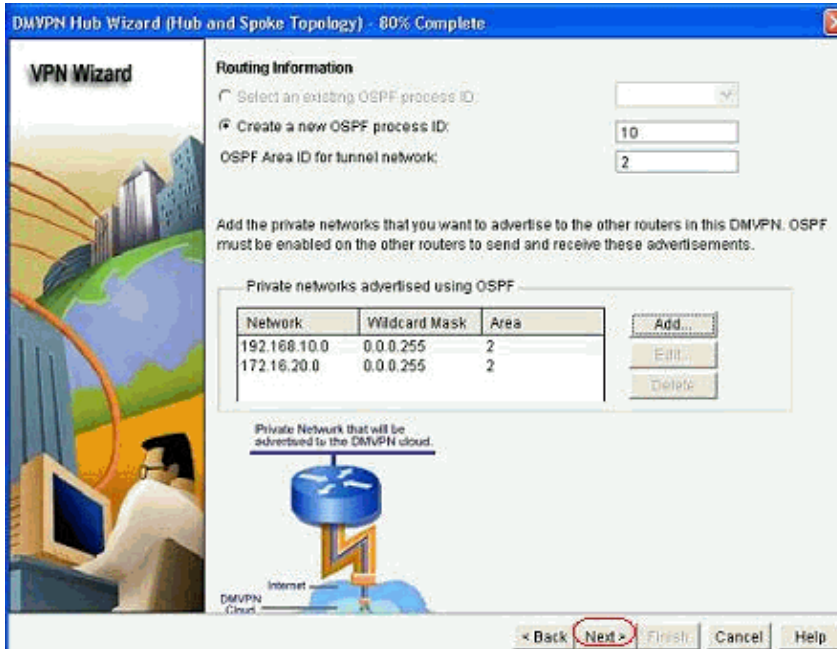 DMVPN Hub Wizard (Hub and Spoke Topology) - 80% Complete
VPN Wizard
Routing Information
Select an existing OSPF process ID:
Create a new OSPF process ID:
10
OSPF Area ID for tunnel network:
2
Add the private networks that you want to advertise to the other routers in this DMVPN. OSPF
must be enabled on the other routers to send and receive these advertisements.
Private networks advertised using OSPF
Network Wildcard Mask Area
192.168.10.0 0.0.0.255 2
172.16.20.0 0.0.0.255 2
Add...
Edit...
Delete
Private Network that will be
advertised to the DMVPN cloud.
Internet
DMVPN
Cloud
< Back Next > Finish Cancel Help